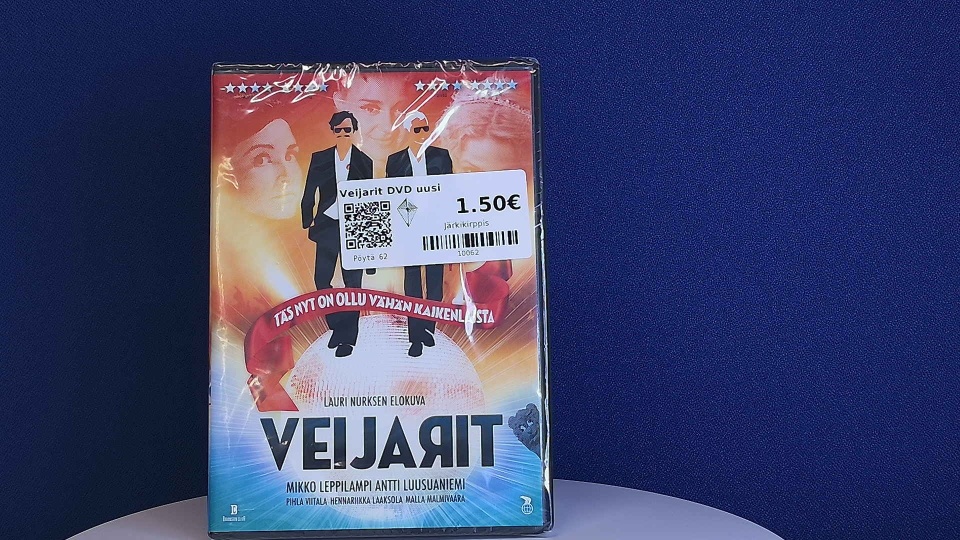 Veijarit DVD uusi
1.50€
Järkikirppis
Pöytä 62
10062
TÄS NYT ON OLLU VÄHÄN KAIKENLAISTA
LAURI NURKSEN ELOKUVA
VEIJARIT
MIKKO LEPPILAMPI ANTTI LUUSUANIEMI
PIHLA VIITALA HENNARIIKKA LAAKSOLA MALLA MALMIVAARA